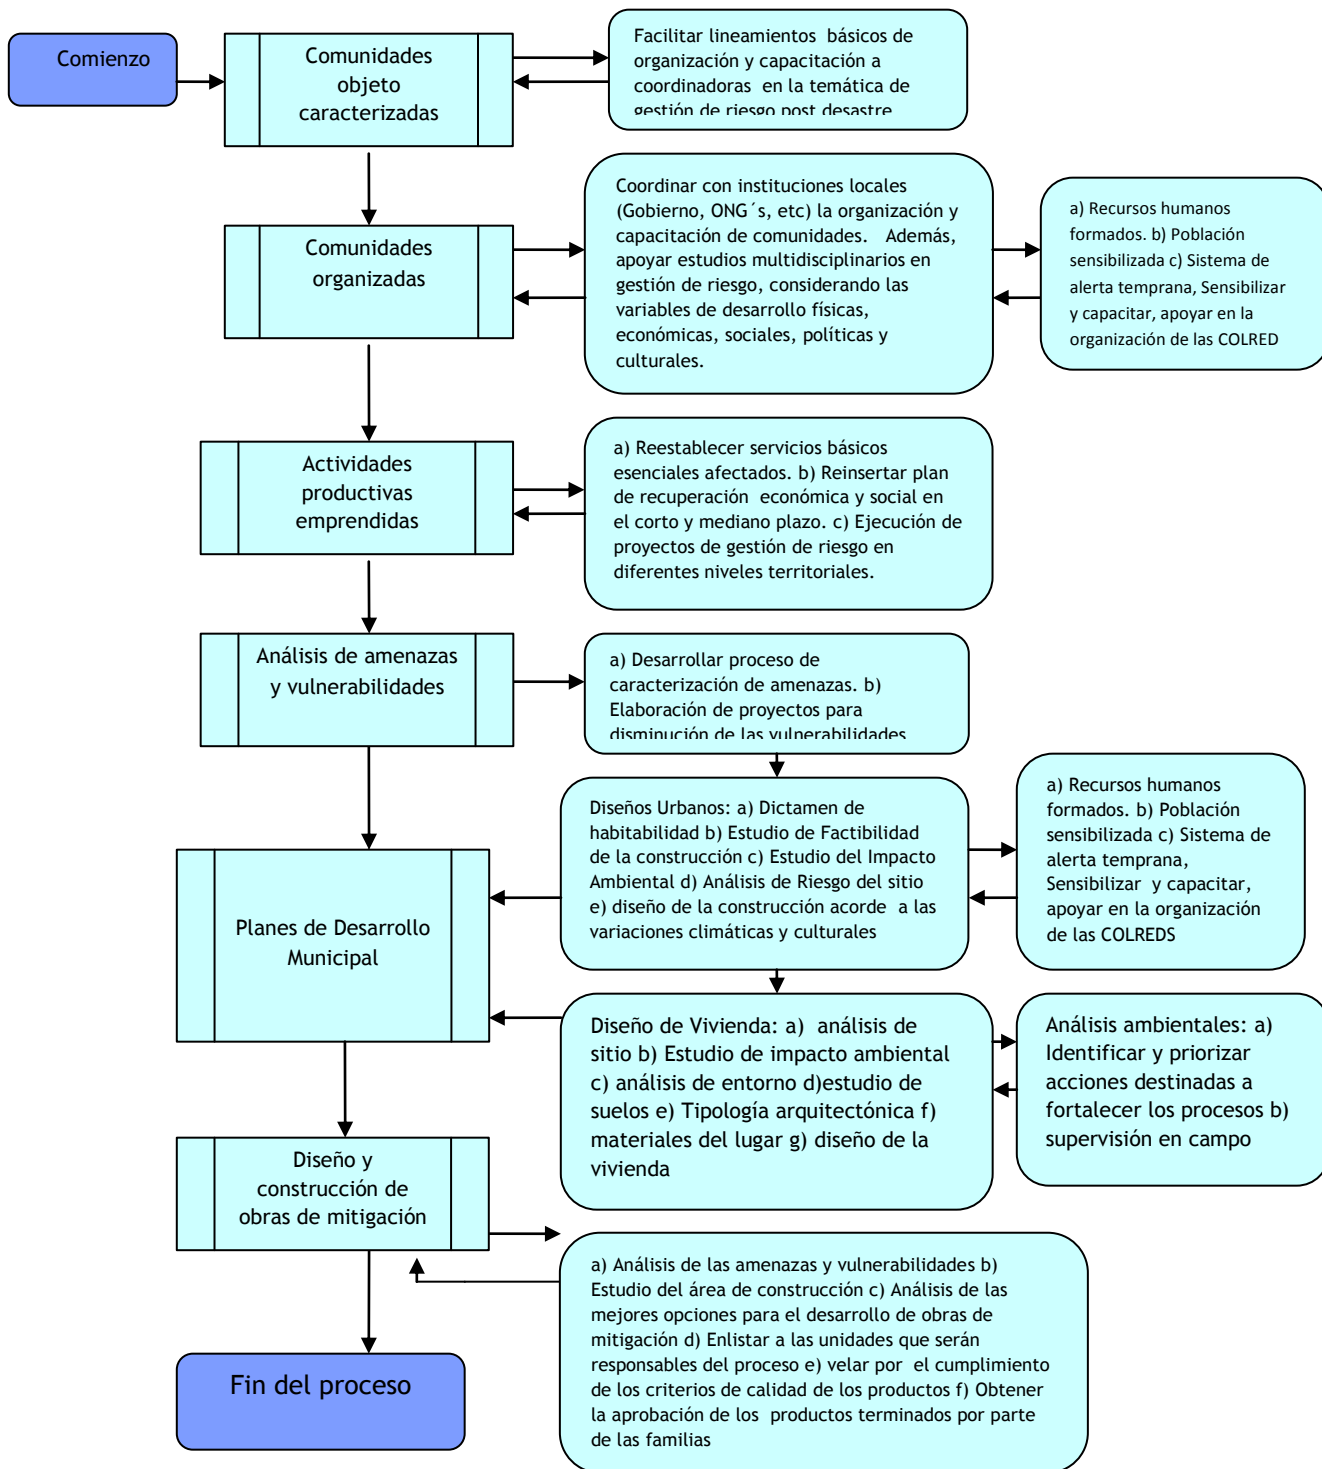 Comienzo
Comunidades
objeto
caracterizadas
Facilitar lineamientos básicos de
organización y capacitación a
coordinadoras en la temática de
gestión de riesgo post desastre
Comunidades
organizadas
Coordinar con instituciones locales
(Gobierno, ONG´s, etc) la organización y
capacitación de comunidades. Además,
apoyar estudios multidisciplinarios en
gestión de riesgo, considerando las
variables de desarrollo físicas,
económicas, sociales, políticas y
culturales.
a) Recursos humanos
formados. b) Población
sensibilizada c) Sistema de
alerta temprana, Sensibilizar
y capacitar, apoyar en la
organización de las COLRED
Actividades
productivas
emprendidas
a) Reestablecer servicios básicos
esenciales afectados. b) Reinsertar plan
de recuperación económica y social en
el corto y mediano plazo. c) Ejecución de
proyectos de gestión de riesgo en
diferentes niveles territoriales.
Análisis de amenazas
y vulnerabilidades
a) Desarrollar proceso de
caracterización de amenazas. b)
Elaboración de proyectos para
disminución de las vulnerabilidades
Planes de Desarrollo
Municipal
Diseños Urbanos: a) Dictamen de
habitabilidad b) Estudio de Factibilidad
de la construcción c) Estudio del Impacto
Ambiental d) Análisis de Riesgo del sitio
e) diseño de la construcción acorde a las
variaciones climáticas y culturales
a) Recursos humanos
formados. b) Población
sensibilizada c) Sistema de
alerta temprana,
Sensibilizar y capacitar,
apoyar en la organización
de las COLREDS
Diseño de Vivienda: a) análisis de
sitio b) Estudio de impacto ambiental
c) análisis de entorno d)estudio de
suelos e) Tipología arquitectónica f)
materiales del lugar g) diseño de la
vivienda
Análisis ambientales: a)
Identificar y priorizar
acciones destinadas a
fortalecer los procesos b)
supervisión en campo
Diseño y
construcción de
obras de mitigación
a) Análisis de las amenazas y vulnerabilidades b)
Estudio del área de construcción c) Análisis de las
mejores opciones para el desarrollo de obras de
mitigación d) Enlistar a las unidades que serán
responsables del proceso e) velar por el cumplimiento
de los criterios de calidad de los productos f) Obtener
la aprobación de los productos terminados por parte
de las familias
Fin del proceso